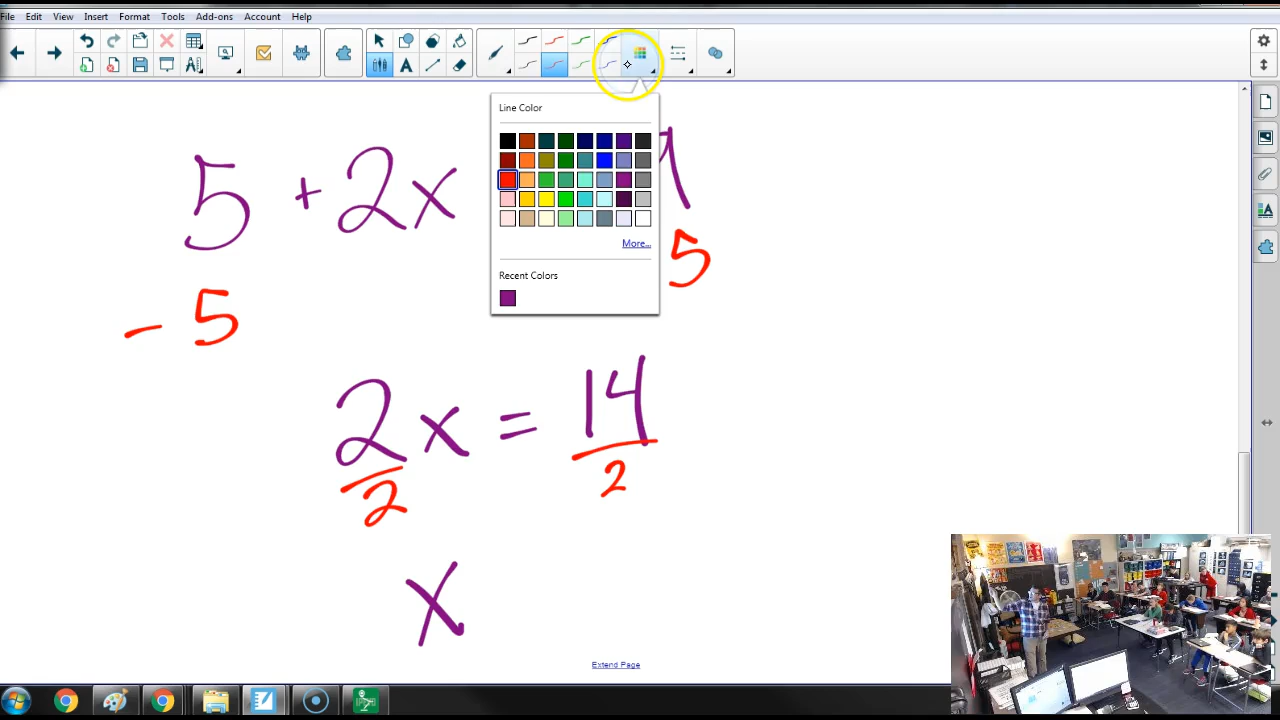 File Edit View Insert Format Tools Add-ons Account Help
Line Color
More...
Recent Colors
5 + 2x
- 5 5
2x = 14
2 2
x
Extend Page